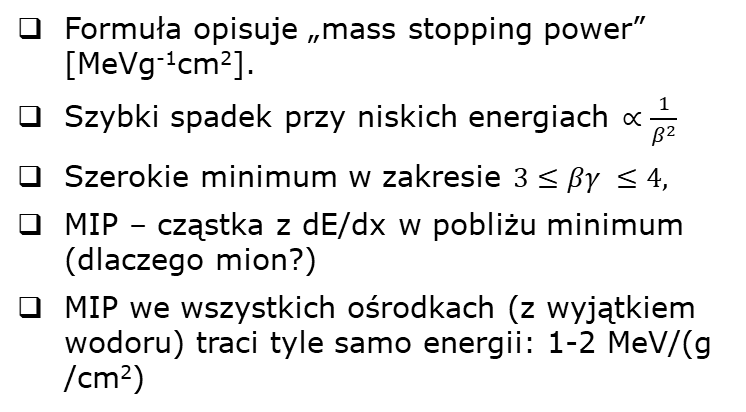 ❑ Formuła opisuje „mass stopping power”
[MeVg⁻¹cm²].
❑ Szybki spadek przy niskich energiach ∝ 1/β²
❑ Szerokie minimum w zakresie 3 ≤ βγ ≤ 4,
❑ MIP – cząstka z dE/dx w pobliżu minimum
(dlaczego mion?)
❑ MIP we wszystkich ośrodkach (z wyjątkiem
wodoru) traci tyle samo energii: 1-2 MeV/(g
/cm²)